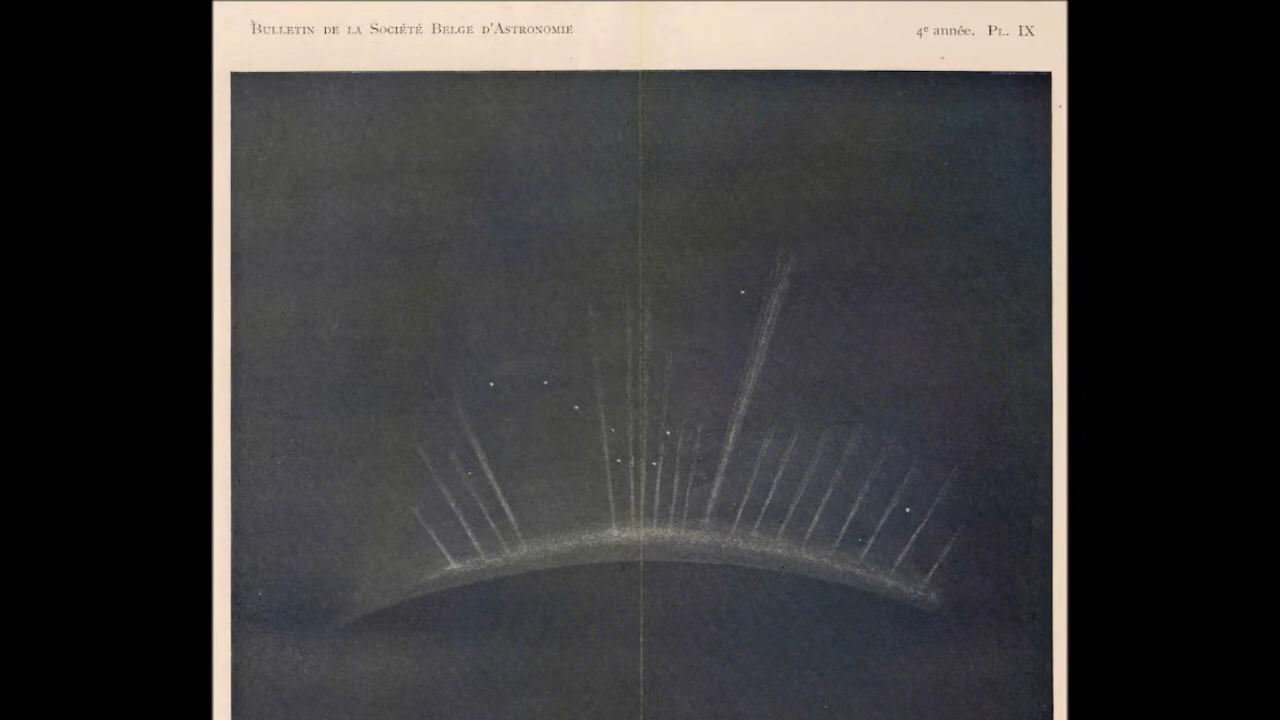 Bulletin de la Société Belge d'Astronomie
4e année. Pl. IX